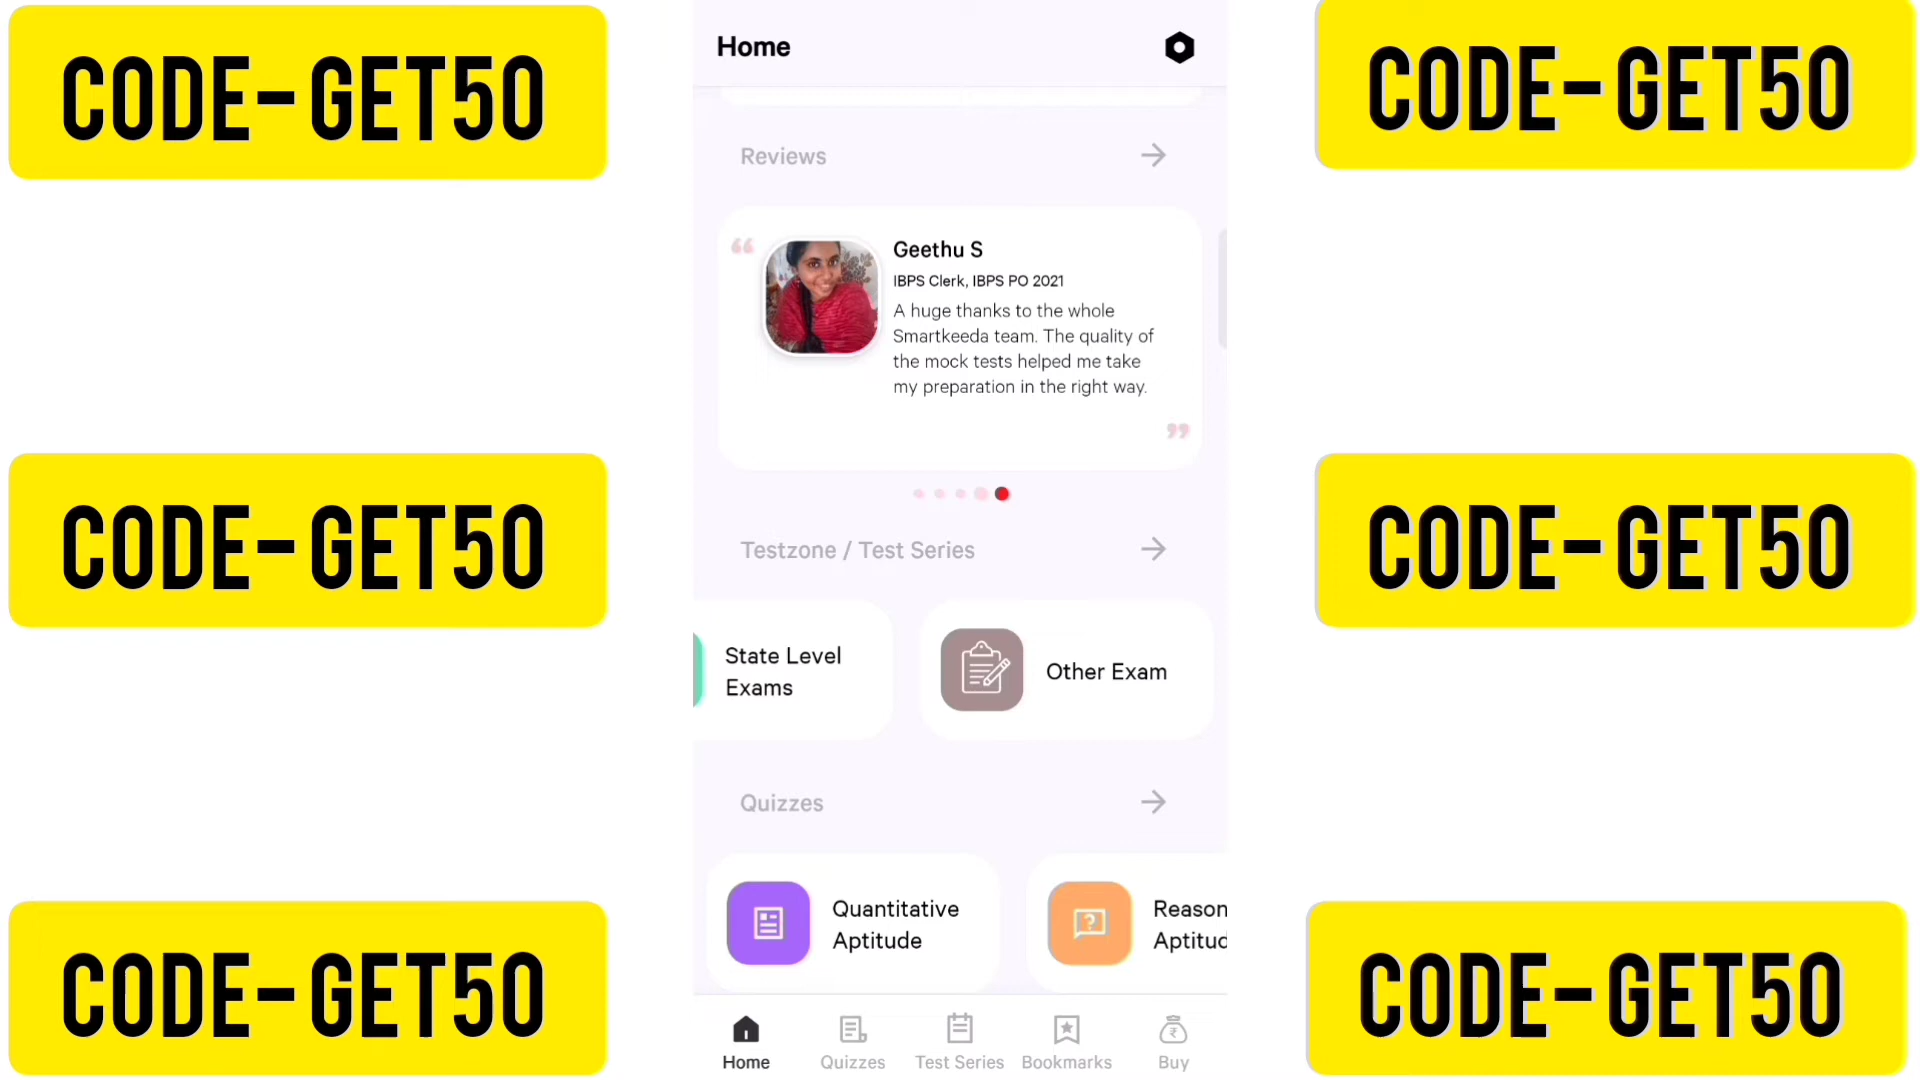 CODE-GET50
CODE-GET50
CODE-GET50
Home
Reviews
Geethu S
IBPS Clerk, IBPS PO 2021
A huge thanks to the whole
Smartkeeda team. The quality of
the mock tests helped me take
my preparation in the right way.
Testzone / Test Series
State Level
Exams
Other Exam
Quizzes
Quantitative
Aptitude
Reason
Aptitud
Home
Quizzes
Test Series
Bookmarks
Buy
CODE-GET50
CODE-GET50
CODE-GET50